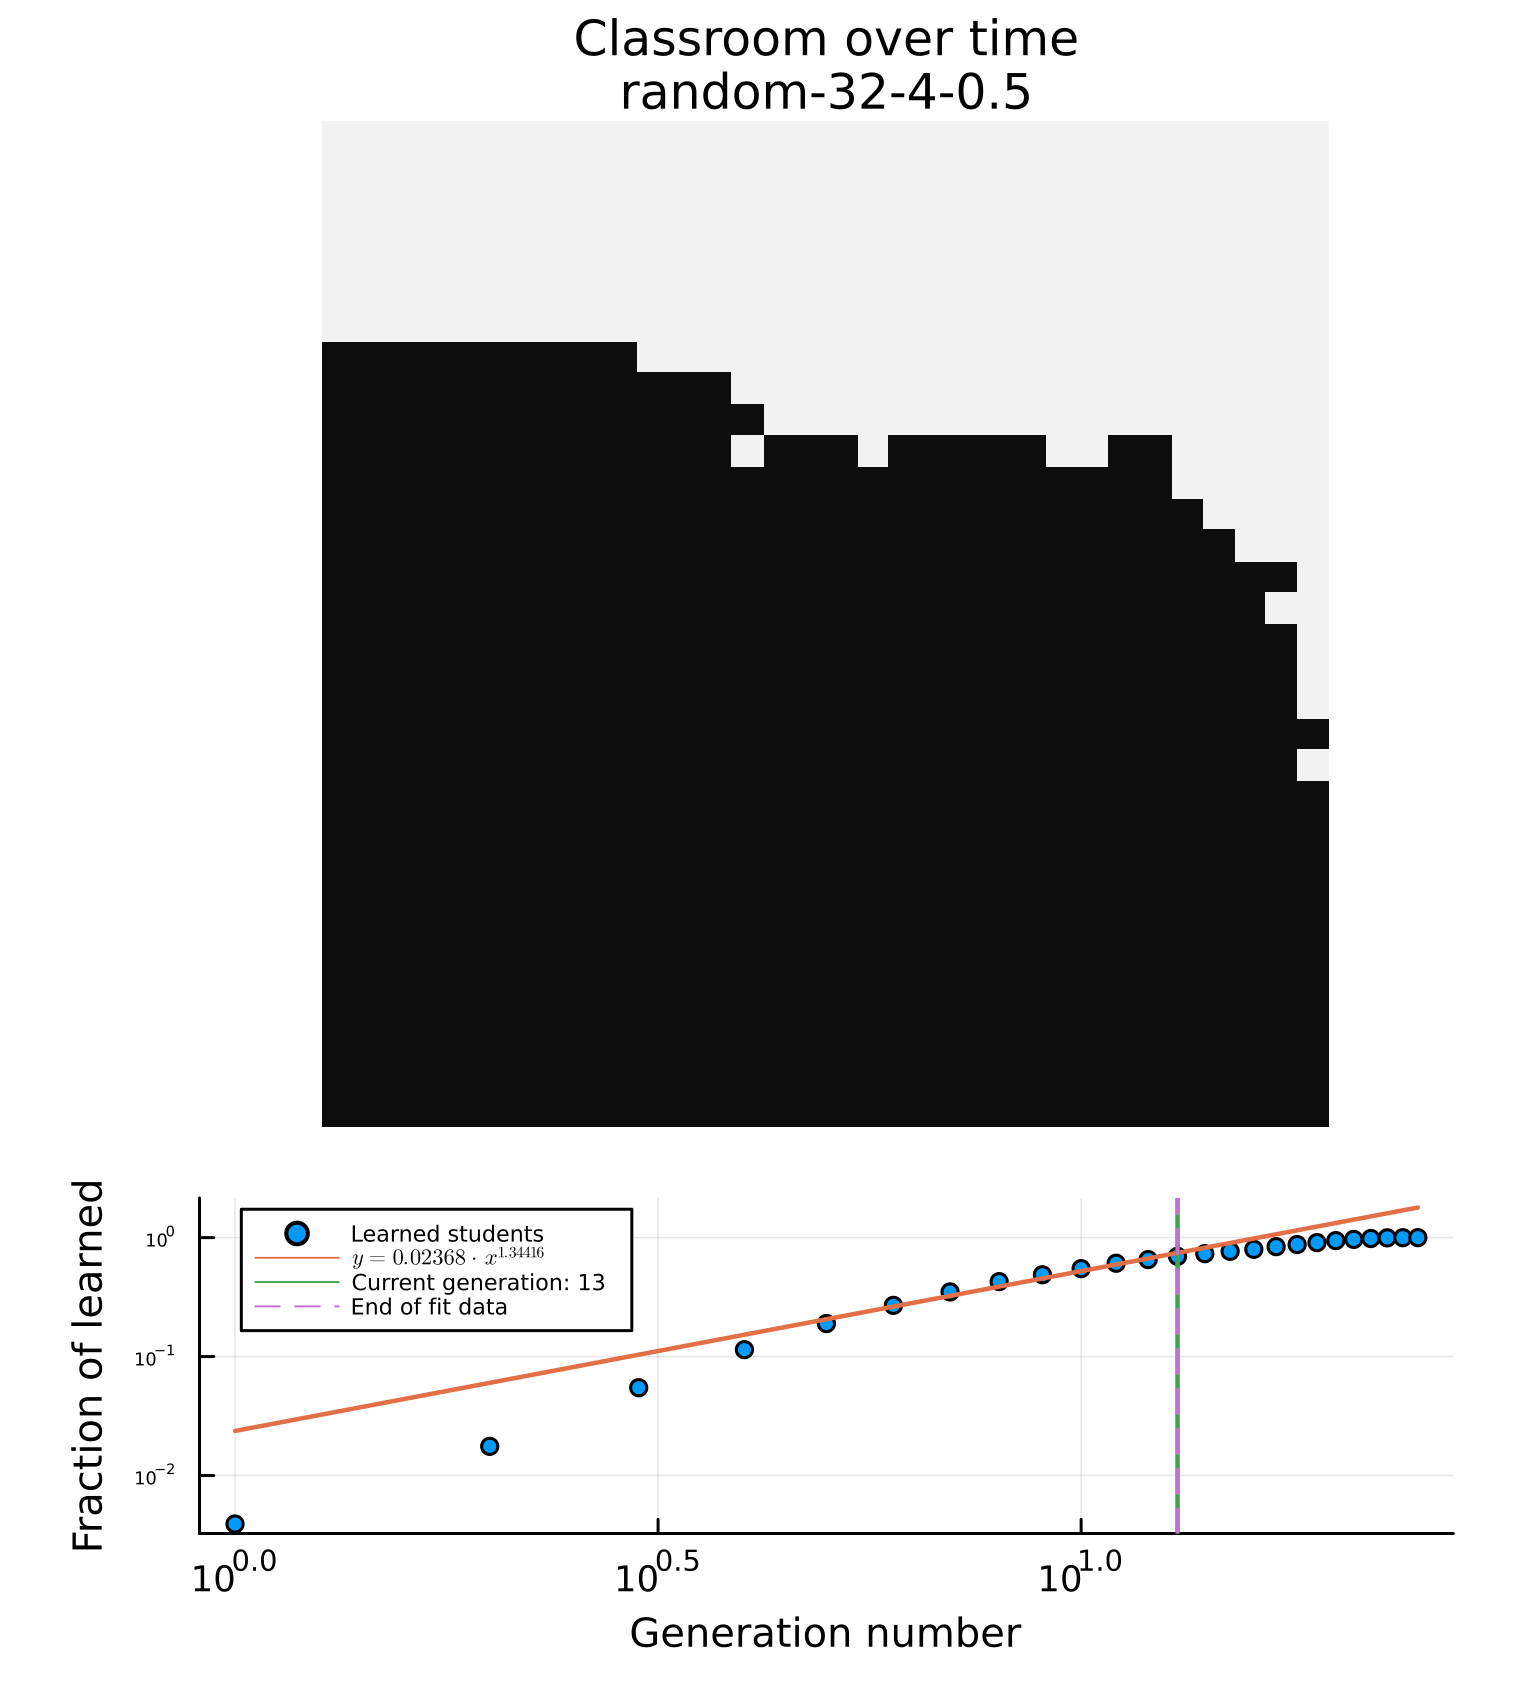 Classroom over time
random-32-4-0.5
Fraction of learned
10⁰
10⁻¹
10⁻²
Learned students
y = 0.02368 · x^1.34416
Current generation: 13
End of fit data
10^0.0
10^0.5
10^1.0
Generation number